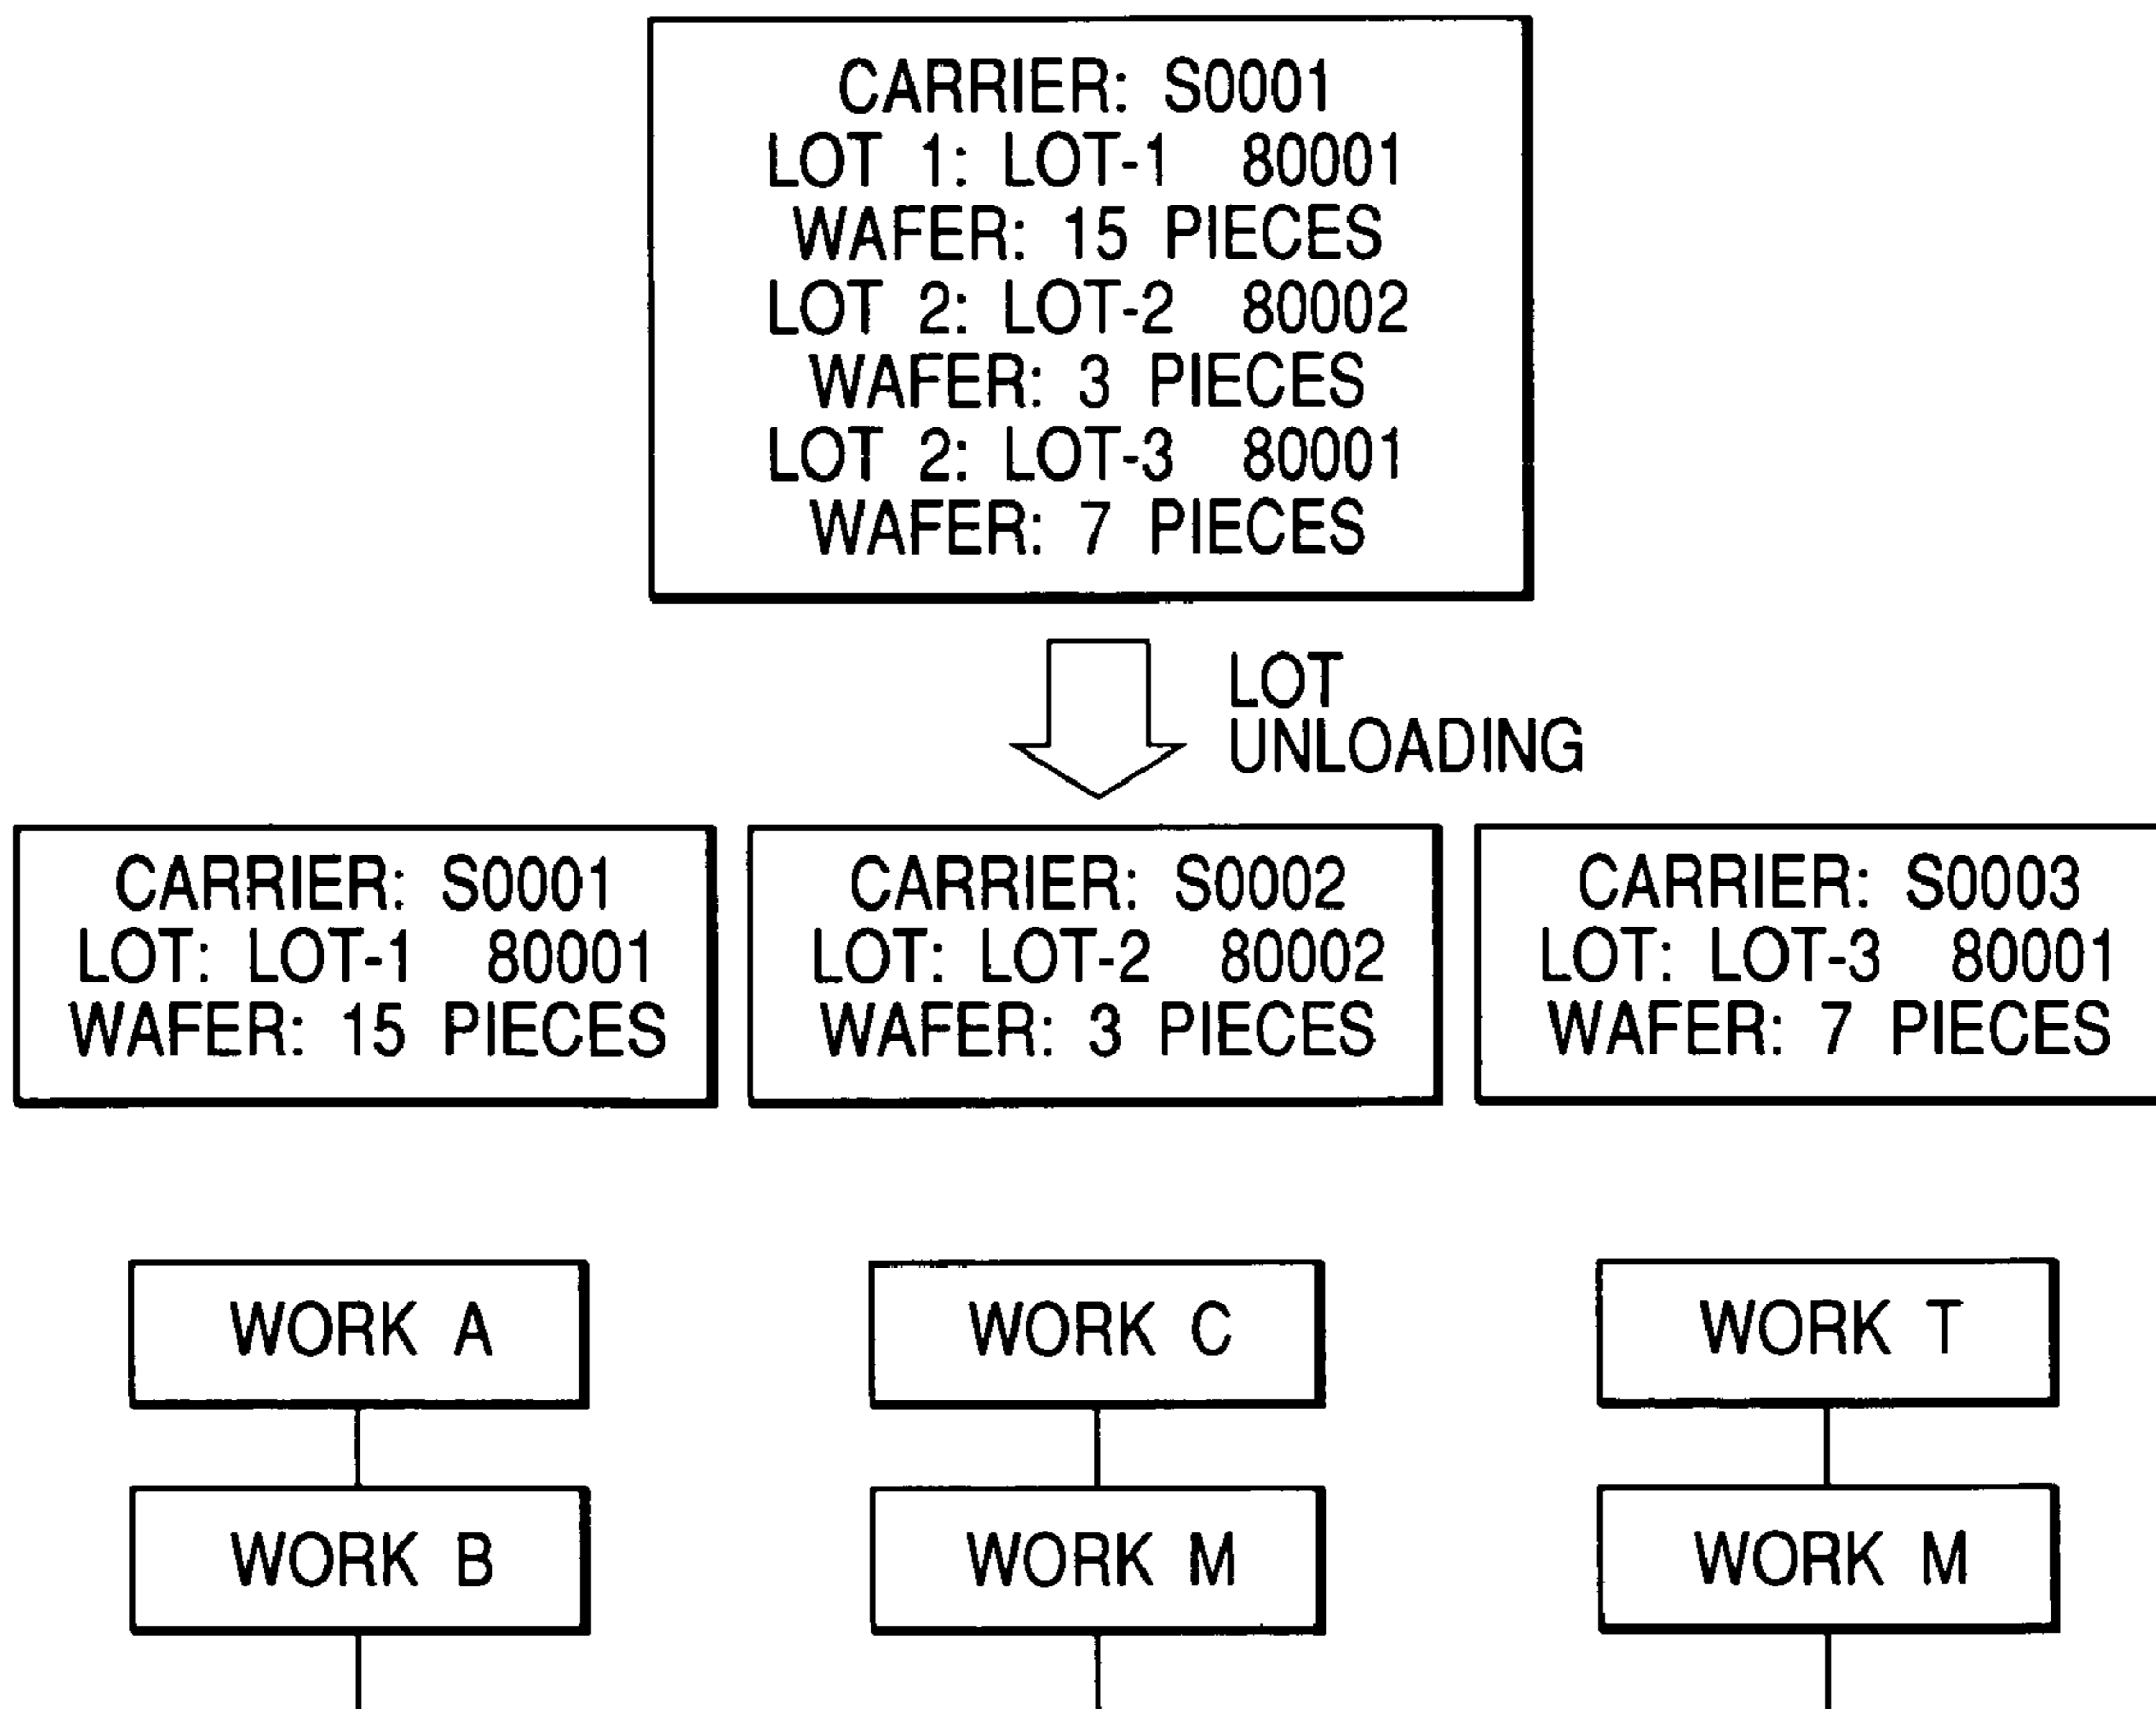 CARRIER: S0001
LOT 1: LOT-1 80001
WAFER: 15 PIECES
LOT 2: LOT-2 80002
WAFER: 3 PIECES
LOT 2: LOT-3 80001
WAFER: 7 PIECES
LOT
UNLOADING
CARRIER: S0001
LOT: LOT-1 80001
WAFER: 15 PIECES
CARRIER: S0002
LOT: LOT-2 80002
WAFER: 3 PIECES
CARRIER: S0003
LOT: LOT-3 80001
WAFER: 7 PIECES
WORK A
WORK C
WORK T
WORK B
WORK M
WORK M